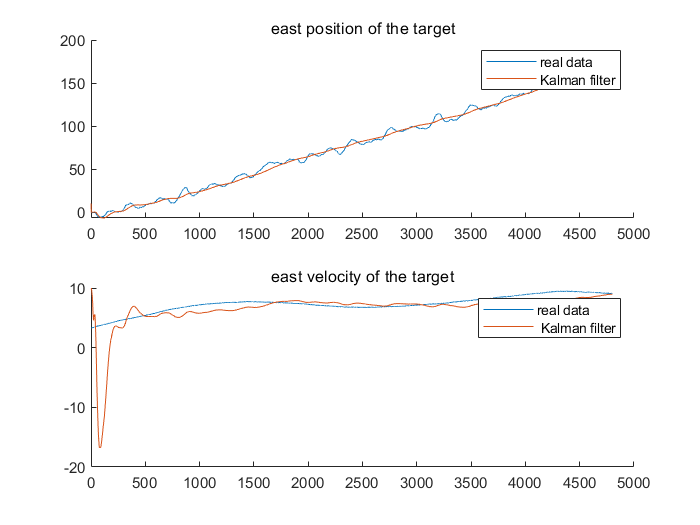 east position of the target
200
150
100
50
0
real data
Kalman filter
0 500 1000 1500 2000 2500 3000 3500 4000 4500 5000
east velocity of the target
10
0
-10
-20
real data
Kalman filter
0 500 1000 1500 2000 2500 3000 3500 4000 4500 5000